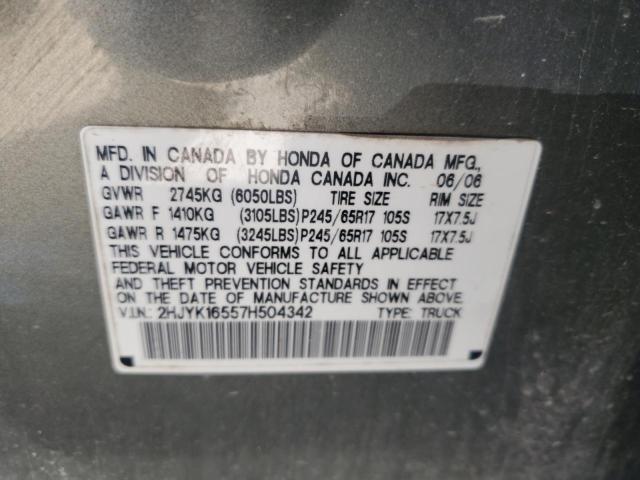 MFD. IN CANADA BY HONDA OF CANADA MFG.,
A DIVISION OF HONDA CANADA INC. 06/06
GVWR 2745KG (6050LBS) TIRE SIZE RIM SIZE
GAWR F 1410KG (3105LBS)P245/65R17 105S 17X7.5J
GAWR R 1475KG (3245LBS)P245/65R17 105S 17X7.5J
THIS VEHICLE CONFORMS TO ALL APPLICABLE
FEDERAL MOTOR VEHICLE SAFETY
AND THEFT PREVENTION STANDARDS IN EFFECT ON
THE DATE OF MANUFACTURE SHOWN ABOVE.
V.I.N.: 2HJYK16557H504342 TYPE: TRUCK